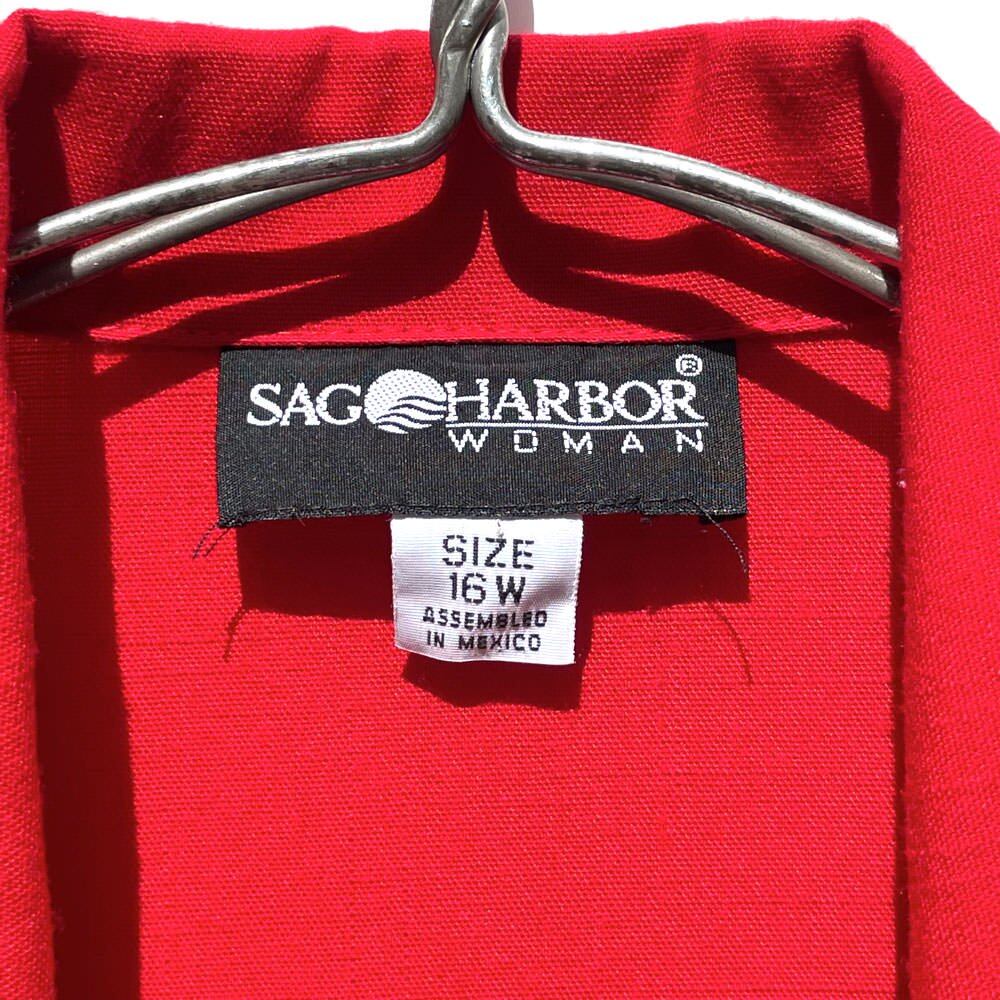 SAG HARBOR®
WOMAN
SIZE
16 W
ASSEMBLED
IN MEXICO